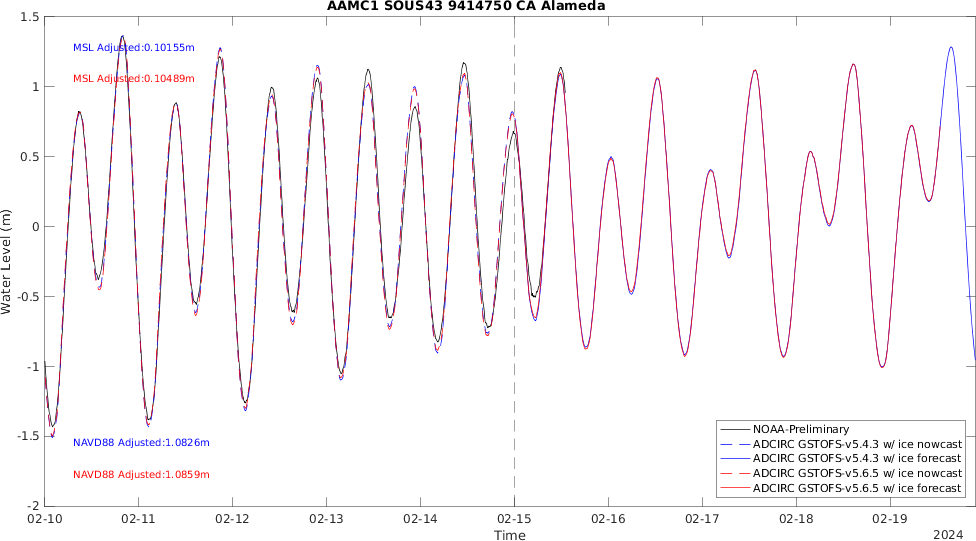 AAMC1 SOUS43 9414750 CA Alameda
1.5
1
0.5
0
-0.5
-1
-1.5
-2
Water Level (m)
MSL Adjusted:0.10155m
MSL Adjusted:0.10489m
NAVD88 Adjusted:1.0826m
NAVD88 Adjusted:1.0859m
NOAA-Preliminary
ADCIRC GSTOFS-v5.4.3 w/ ice nowcast
ADCIRC GSTOFS-v5.4.3 w/ ice forecast
ADCIRC GSTOFS-v5.6.5 w/ ice nowcast
ADCIRC GSTOFS-v5.6.5 w/ ice forecast
02-10 02-11 02-12 02-13 02-14 02-15 02-16 02-17 02-18 02-19
Time
2024